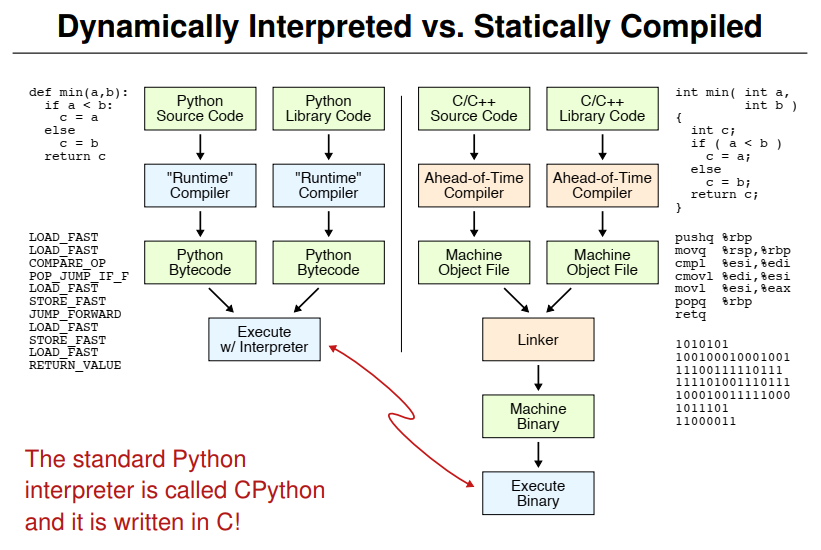 Dynamically Interpreted vs. Statically Compiled
def min(a,b):
  if a < b:
    c = a
  else
    c = b
  return c
Python
Source Code
Python
Library Code
"Runtime"
Compiler
"Runtime"
Compiler
LOAD_FAST
LOAD_FAST
COMPARE_OP
POP_JUMP_IF_F
LOAD_FAST
STORE_FAST
JUMP_FORWARD
LOAD_FAST
STORE_FAST
LOAD_FAST
RETURN_VALUE
Python
Bytecode
Python
Bytecode
Execute
w/ Interpreter
C/C++
Source Code
C/C++
Library Code
Ahead-of-Time
Compiler
Ahead-of-Time
Compiler
Machine
Object File
Machine
Object File
Linker
Machine
Binary
Execute
Binary
int min( int a,
         int b )
{
  int c;
  if ( a < b )
    c = a;
  else
    c = b;
  return c;
}
pushq %rbp
movq  %rsp,%rbp
cmpl  %esi,%edi
cmovl %edi,%esi
movl  %esi,%eax
popq  %rbp
retq
1010101
100100010001001
11100111110111
111101001110111
100010011111000
1011101
11000011
The standard Python
interpreter is called CPython
and it is written in C!